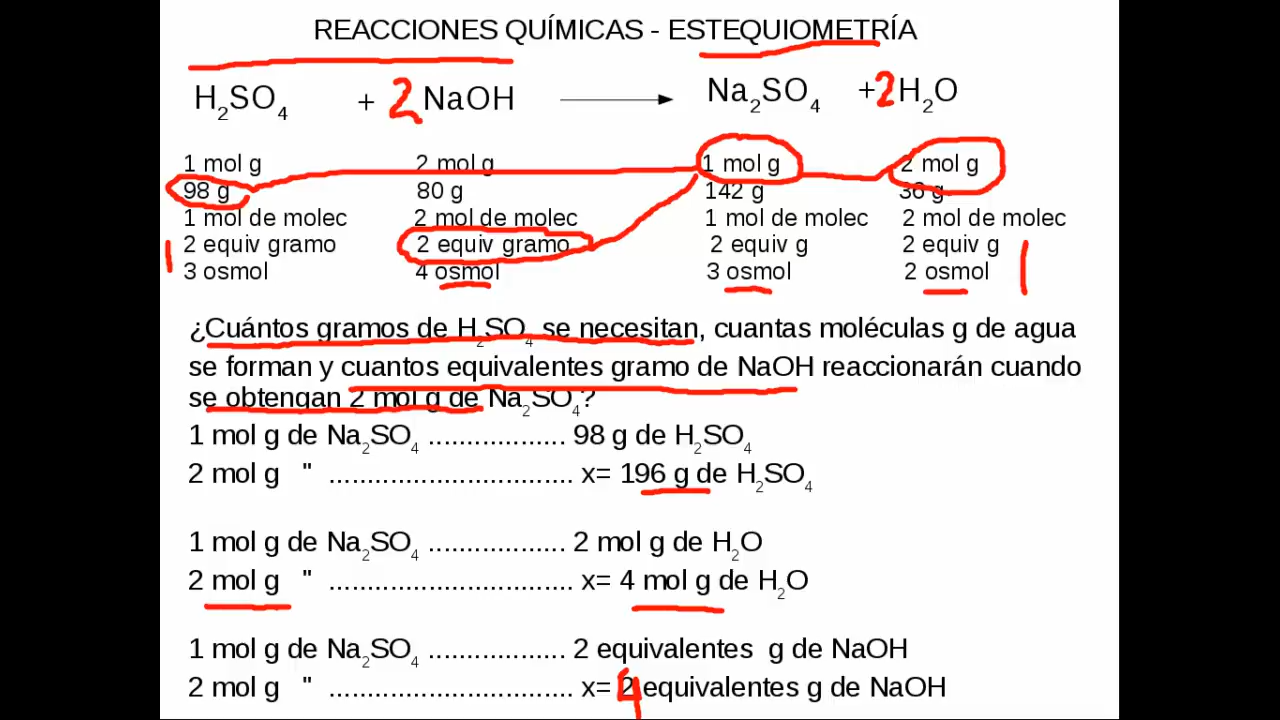 REACCIONES QUÍMICAS - ESTEQUIOMETRÍA
H2SO4 + 2 NaOH → Na2SO4 + 2 H2O
1 mol g 2 mol g 1 mol g 2 mol g
98 g 80 g 142 g 36 g
1 mol de molec 2 mol de molec 1 mol de molec 2 mol de molec
2 equiv gramo 2 equiv gramo 2 equiv g 2 equiv g
3 osmol 4 osmol 3 osmol 2 osmol
¿Cuántos gramos de H2SO4 se necesitan, cuantas moléculas g de agua
se forman y cuantos equivalentes gramo de NaOH reaccionarán cuando
se obtengan 2 mol g de Na2SO4?
1 mol g de Na2SO4 .................. 98 g de H2SO4
2 mol g " ................................ x= 196 g de H2SO4
1 mol g de Na2SO4 .................. 2 mol g de H2O
2 mol g " ................................ x= 4 mol g de H2O
1 mol g de Na2SO4 .................. 2 equivalentes g de NaOH
2 mol g " ................................ x= 4 equivalentes g de NaOH